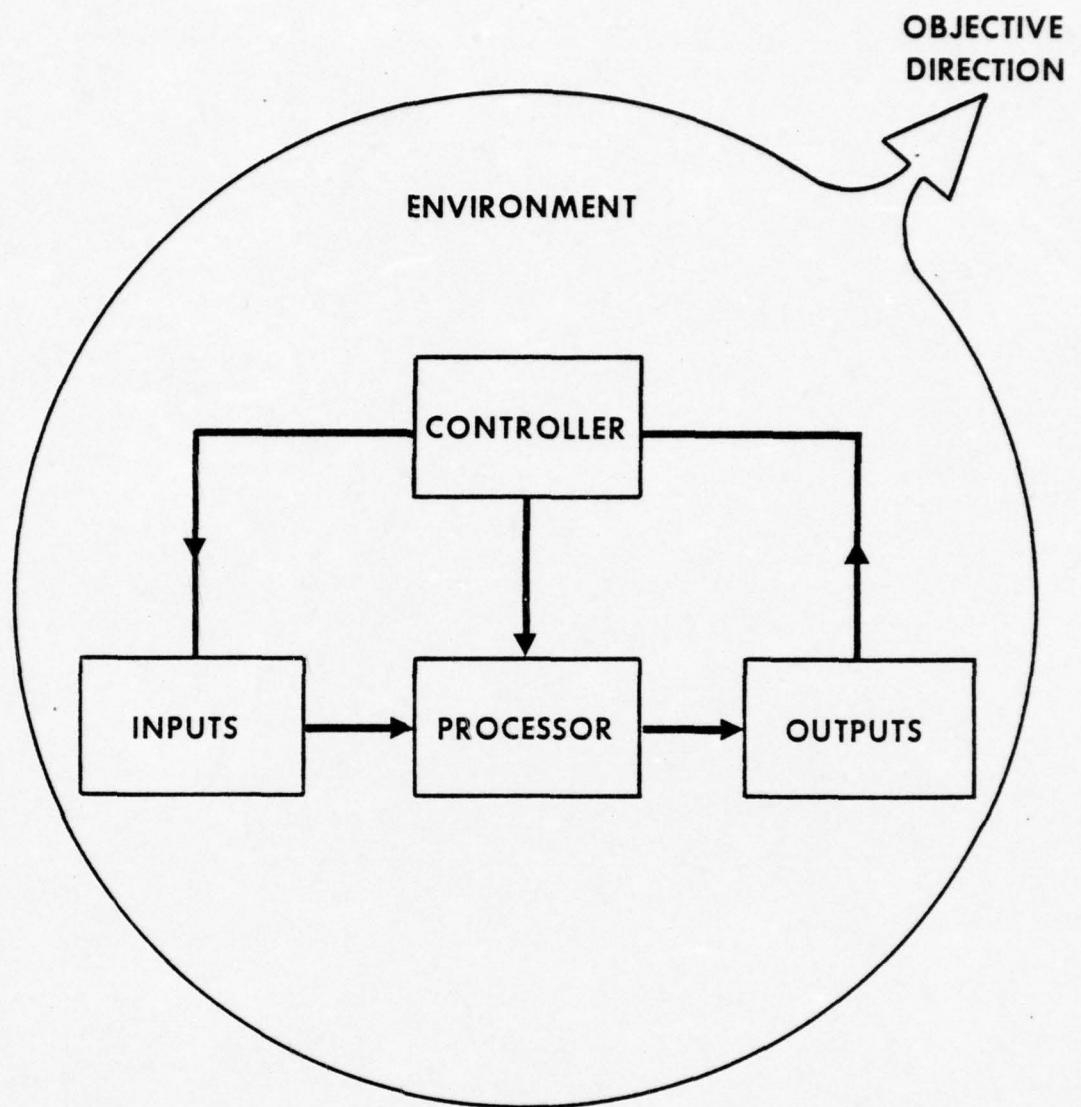 OBJECTIVE
DIRECTION
ENVIRONMENT
CONTROLLER
INPUTS
PROCESSOR
OUTPUTS